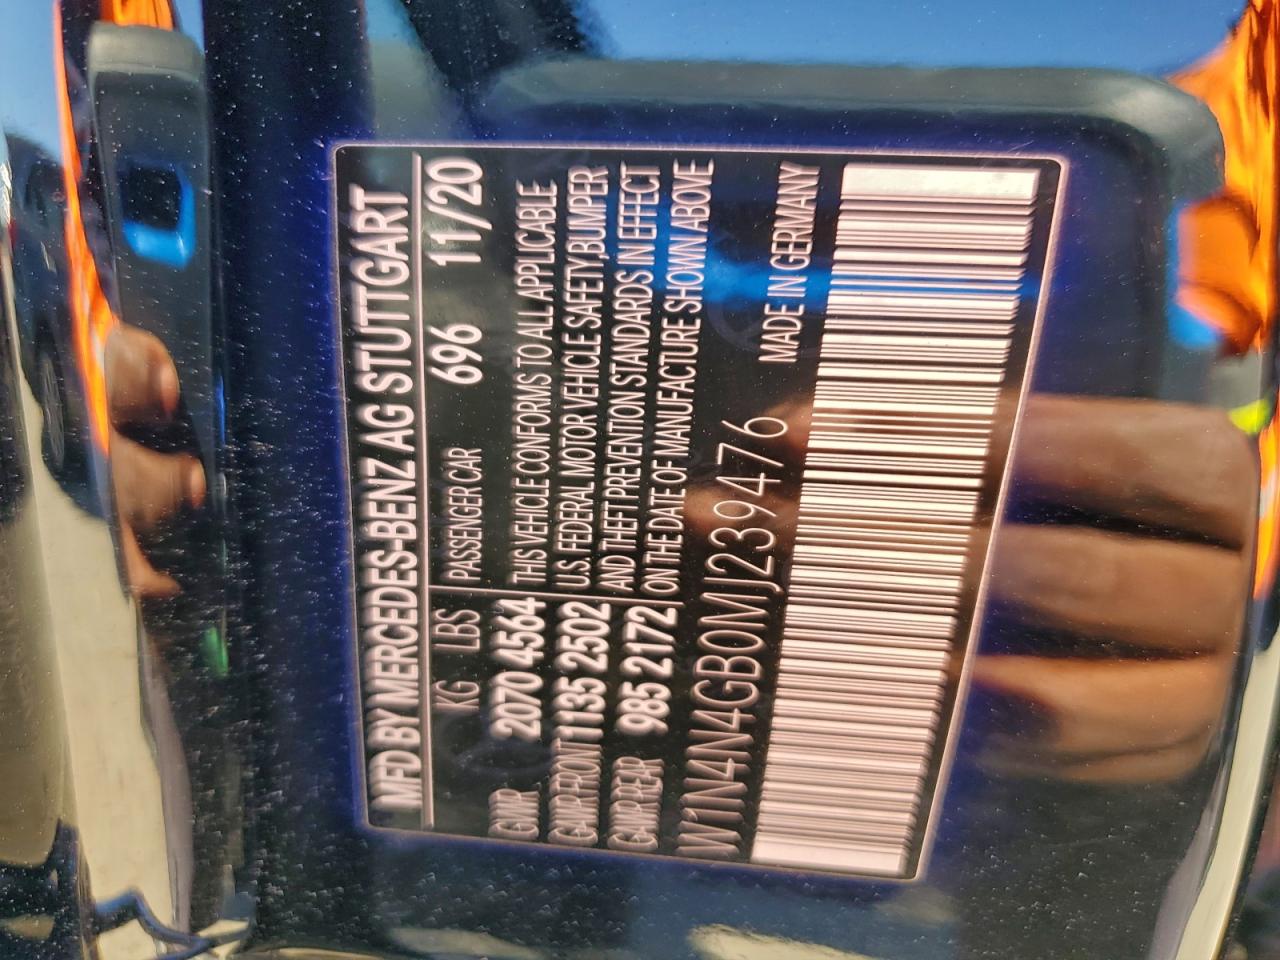 MFD BY MERCEDES-BENZ AG STUTTGART
KG LBS PASSENGER CAR 696 11/20
GVWR 2070 4564 THIS VEHICLE CONFORMS TO ALL APPLICABLE
GAWR FRONT 1135 2502 U.S. FEDERAL MOTOR VEHICLE SAFETY,BUMPER
GAWR REAR 985 2172 AND THEFT PREVENTION STANDARDS IN EFFECT
ON THE DATE OF MANUFACTURE SHOWN ABOVE
W1N4N4GB0MJ239476 MADE IN GERMANY